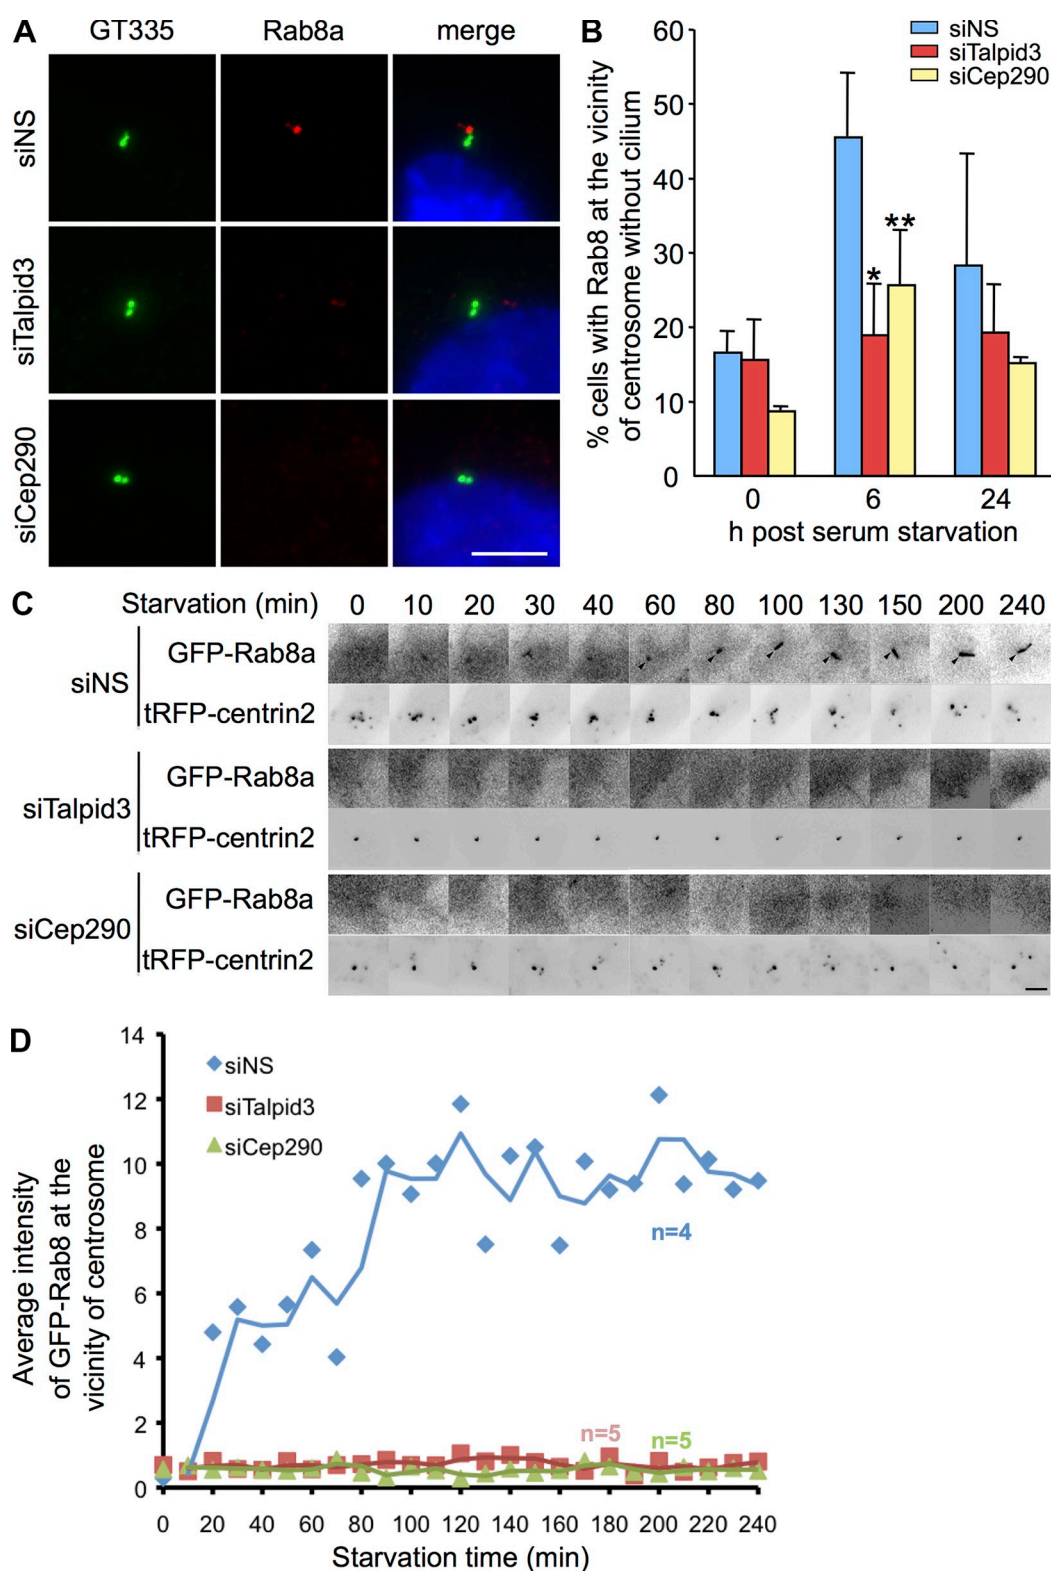 A
GT335 Rab8a merge
siNS
siTalpid3
siCep290
B
% cells with Rab8 at the vicinity
of centrosome without cilium
60
50
40
30
20
10
0
siNS
siTalpid3
siCep290
*
**
0 6 24
h post serum starvation
C
Starvation (min) 0 10 20 30 40 60 80 100 130 150 200 240
siNS
GFP-Rab8a
tRFP-centrin2
siTalpid3
GFP-Rab8a
tRFP-centrin2
siCep290
GFP-Rab8a
tRFP-centrin2
D
Average intensity
of GFP-Rab8 at the
vicinity of centrosome
14
12
10
8
6
4
2
0
siNS
siTalpid3
siCep290
n=4
n=5
n=5
0 20 40 60 80 100 120 140 160 180 200 220 240
Starvation time (min)